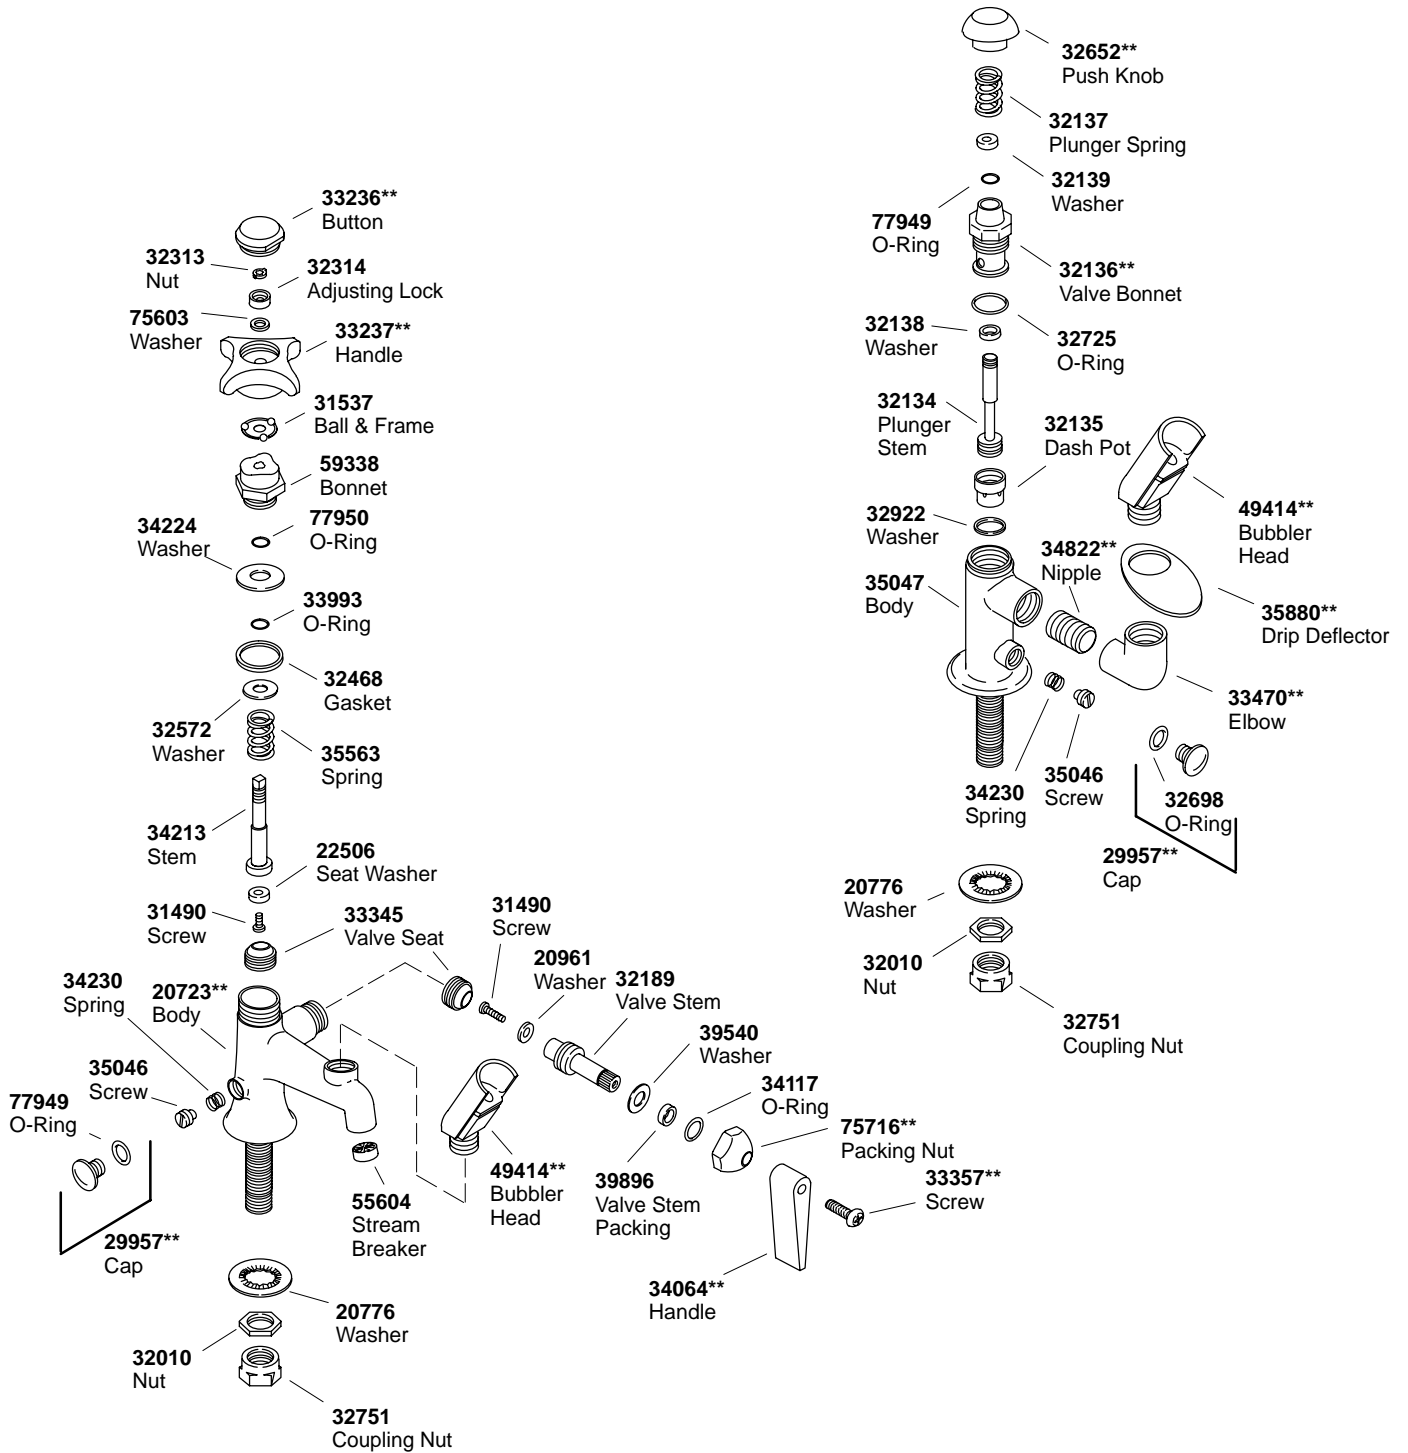 33236**
Button
32313
Nut
32314
Adjusting Lock
75603
Washer
33237**
Handle
31537
Ball & Frame
59338
Bonnet
77950
O-Ring
34224
Washer
33993
O-Ring
32468
Gasket
32572
Washer
35563
Spring
34213
Stem
22506
Seat Washer
31490
Screw
33345
Valve Seat
34230
Spring
20723**
Body
35046
Screw
77949
O-Ring
29957**
Cap
20776
Washer
32010
Nut
32751
Coupling Nut
31490
Screw
20961
Washer
32189
Valve Stem
39540
Washer
34117
O-Ring
75716**
Packing Nut
33357**
Screw
39896
Valve Stem
Packing
34064**
Handle
49414**
Bubbler
Head
55604
Stream
Breaker
32652**
Push Knob
32137
Plunger Spring
32139
Washer
77949
O-Ring
32136**
Valve Bonnet
32138
Washer
32725
O-Ring
32134
Plunger
Stem
32135
Dash Pot
32922
Washer
49414**
Bubbler
Head
34822**
Nipple
35047
Body
35880**
Drip Deflector
33470**
Elbow
34230
Spring
35046
Screw
32698
O-Ring
29957**
Cap
20776
Washer
32010
Nut
32751
Coupling Nut